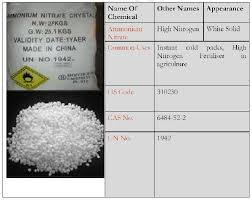 AMMONIUM NITRATE CRYSTAL
N.W: 25KGS
G.W: 25.1KGS
VALIDITY DATE: 1YAER
MADE IN CHINA
UN NO. 1942
Name Of Chemical
Other Names
Appearance
Ammonium Nitrate
High Nitrogen
White Solid
Common Uses
Instant cold packs, High Nitrogen Fertiliser in agriculture
HS Code
310230
CAS No:
6484-52-2
UN No:
1942